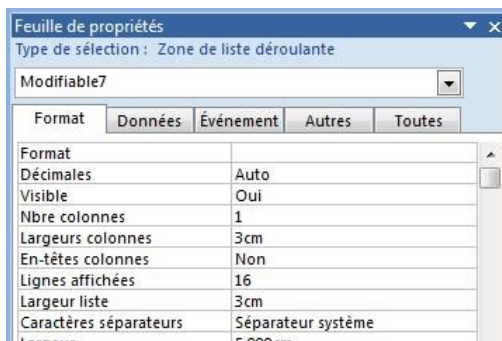 Feuille de propriétés
Type de sélection : Zone de liste déroulante
Modifiable7
Format Données Événement Autres Toutes
Format
Décimales Auto
Visible Oui
Nbre colonnes 1
Largeurs colonnes 3cm
En-têtes colonnes Non
Lignes affichées 16
Largeur liste 3cm
Caractères séparateurs Séparateur système